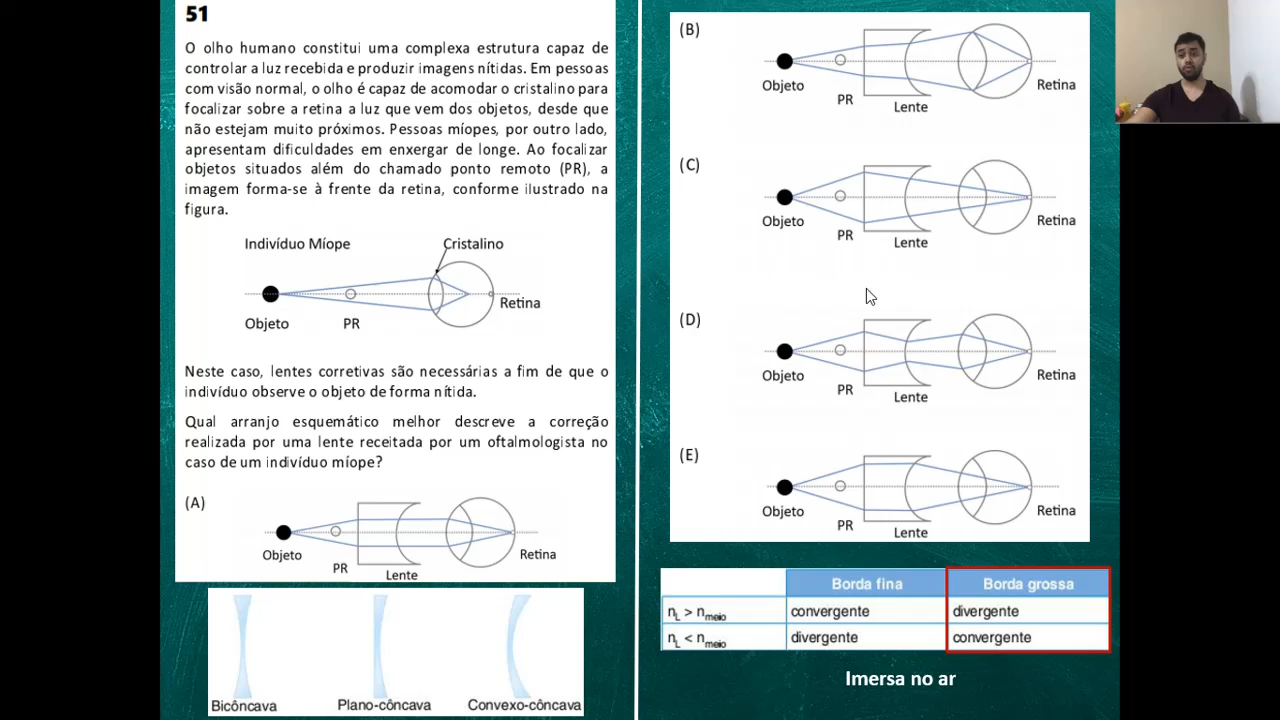 51
O olho humano constitui uma complexa estrutura capaz de
controlar a luz recebida e produzir imagens nítidas. Em pessoas
com visão normal, o olho é capaz de acomodar o cristalino para
focalizar sobre a retina a luz que vem dos objetos, desde que
não estejam muito próximos. Pessoas míopes, por outro lado,
apresentam dificuldades em enxergar de longe. Ao focalizar
objetos situados além do chamado ponto remoto (PR), a
imagem forma-se à frente da retina, conforme ilustrado na
figura.
Indivíduo Míope
Cristalino
Retina
Objeto
PR
Neste caso, lentes corretivas são necessárias a fim de que o
indivíduo observe o objeto de forma nítida.
Qual arranjo esquemático melhor descreve a correção
realizada por uma lente receitada por um oftalmologista no
caso de um indivíduo míope?
(A)
Objeto
PR
Lente
Retina
Bicôncava
Plano-côncava
Convexo-côncava
(B)
Objeto
PR
Lente
Retina
(C)
Objeto
PR
Lente
Retina
(D)
Objeto
PR
Lente
Retina
(E)
Objeto
PR
Lente
Retina
Borda fina Borda grossa
nL > nmeio convergente divergente
nL < nmeio divergente convergente
Imersa no ar